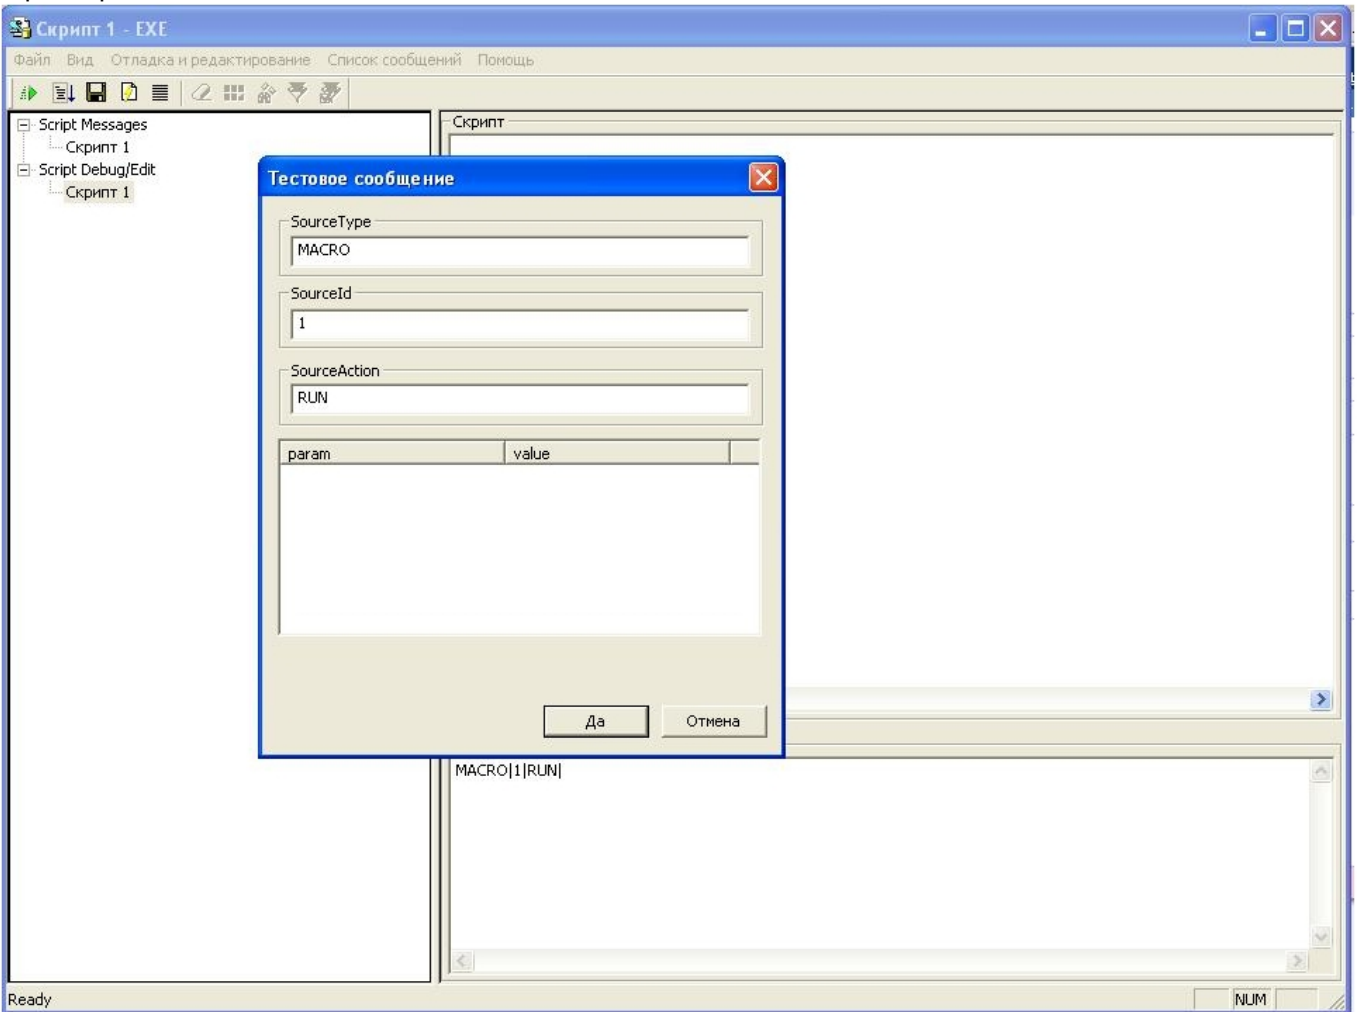 Скрипт 1 - EXE
Файл Вид Отладка и редактирование Список сообщений Помощь
Script Messages
Скрипт 1
Script Debug/Edit
Скрипт 1
Скрипт
Тестовое сообщение
SourceType
MACRO
SourceId
1
SourceAction
RUN
param value
Да Отмена
MACRO|1|RUN|
Ready NUM